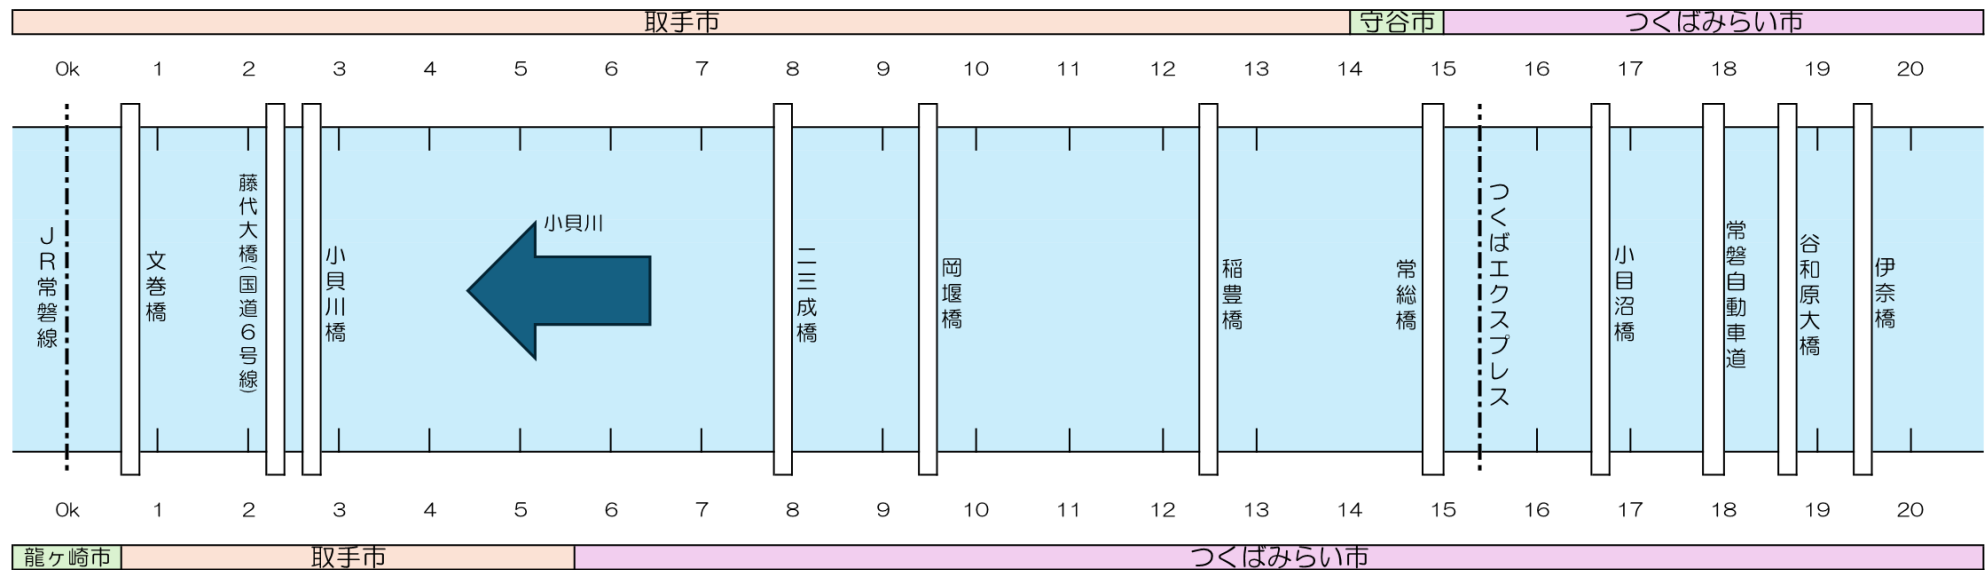 取手市 守谷市 つくばみらい市
0k 1 2 3 4 5 6 7 8 9 10 11 12 13 14 15 16 17 18 19 20
JR常磐線
文巻橋
藤代大橋(国道6号線)
小貝川橋
小貝川
二三成橋
岡堰橋
稲豊橋
常総橋
つくばエクスプレス
小目沼橋
常磐自動車道
谷和原大橋
伊奈橋
0k 1 2 3 4 5 6 7 8 9 10 11 12 13 14 15 16 17 18 19 20
龍ヶ崎市 取手市 つくばみらい市